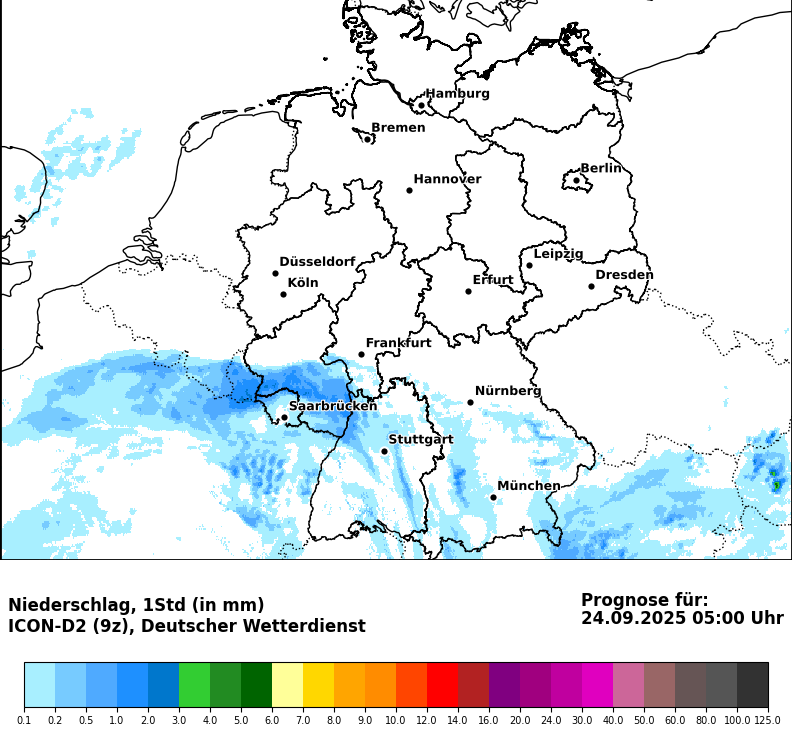 Hamburg
Bremen
Berlin
Hannover
Leipzig
Düsseldorf
Dresden
Erfurt
Köln
Frankfurt
Nürnberg
Saarbrücken
Stuttgart
München
Niederschlag, 1Std (in mm)
ICON-D2 (9z), Deutscher Wetterdienst
Prognose für:
24.09.2025 05:00 Uhr
0.1 0.2 0.5 1.0 2.0 3.0 4.0 5.0 6.0 7.0 8.0 9.0 10.0 12.0 14.0 16.0 20.0 24.0 30.0 40.0 50.0 60.0 80.0 100.0 125.0